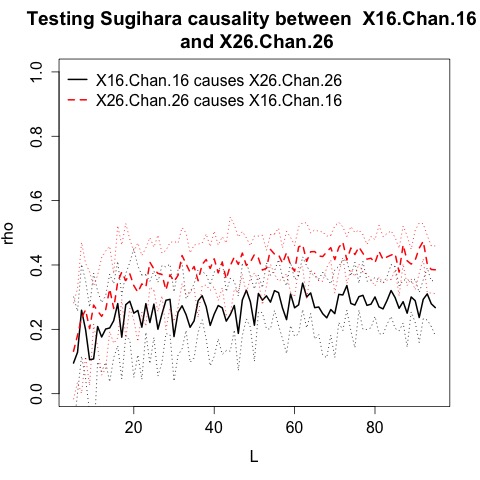 Testing Sugihara causality between  X16.Chan.16
and X26.Chan.26
X16.Chan.16 causes X26.Chan.26
X26.Chan.26 causes X16.Chan.16
1.0
0.8
0.6
0.4
0.2
0.0
rho
20 40 60 80
L